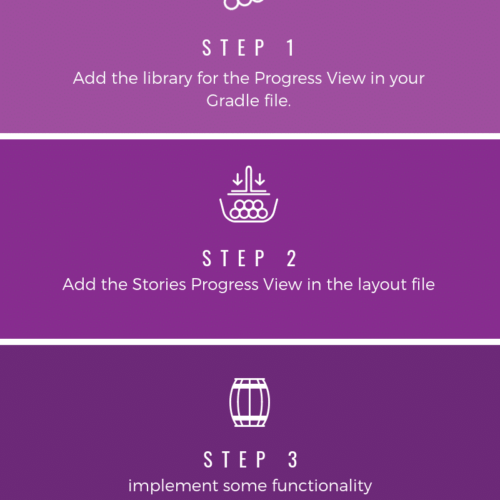 STEP 1
Add the library for the Progress View in your
Gradle file.
STEP 2
Add the Stories Progress View in the layout file
STEP 3
implement some functionality